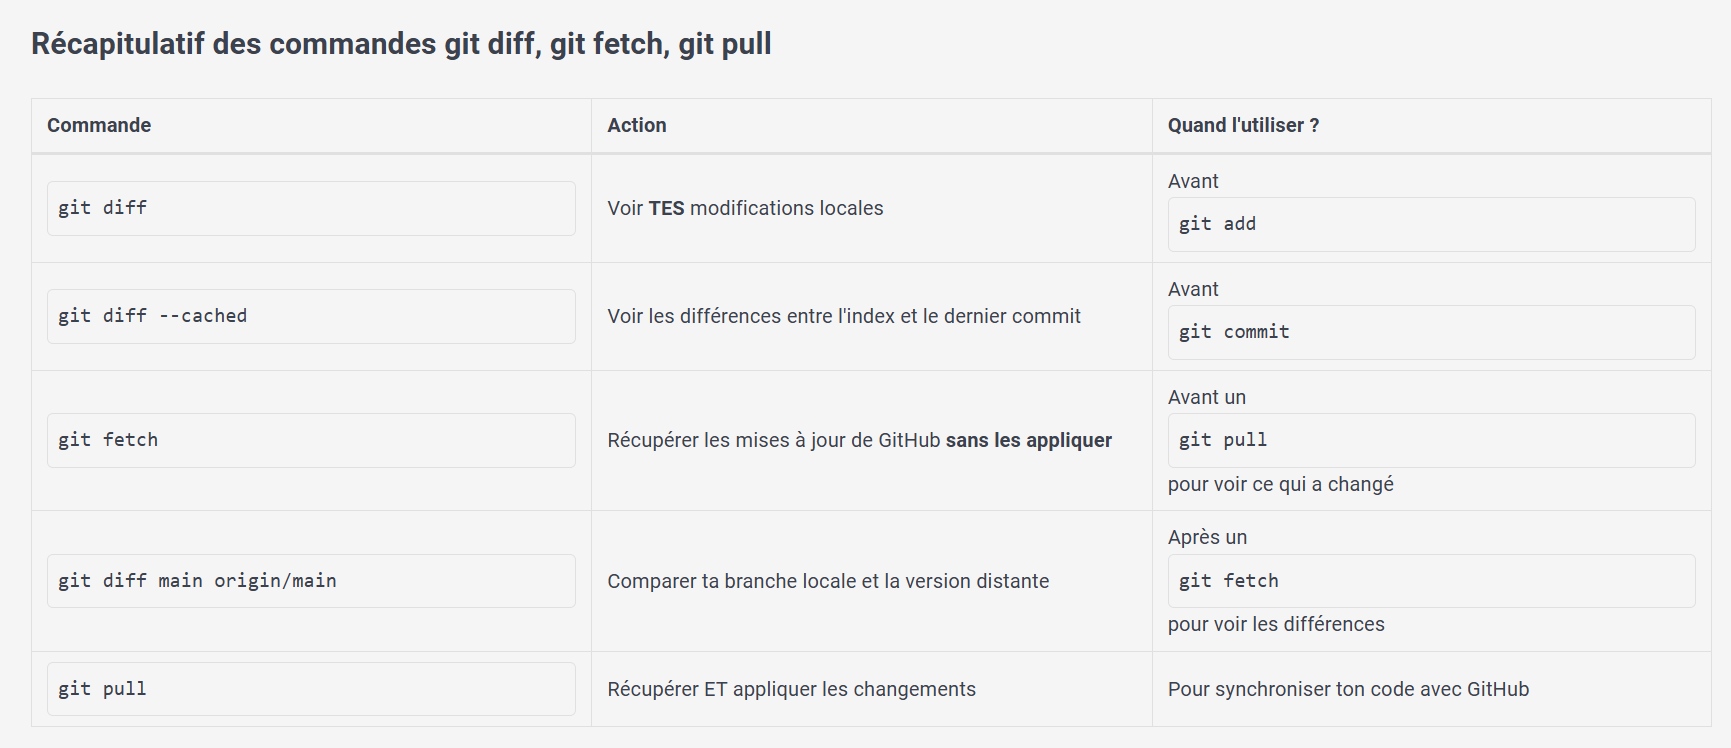 Récapitulatif des commandes git diff, git fetch, git pull
Commande
Action
Quand l'utiliser ?
git diff
Voir TES modifications locales
Avant
git add
git diff --cached
Voir les différences entre l'index et le dernier commit
Avant
git commit
git fetch
Récupérer les mises à jour de GitHub sans les appliquer
Avant un
git pull
pour voir ce qui a changé
git diff main origin/main
Comparer ta branche locale et la version distante
Après un
git fetch
pour voir les différences
git pull
Récupérer ET appliquer les changements
Pour synchroniser ton code avec GitHub